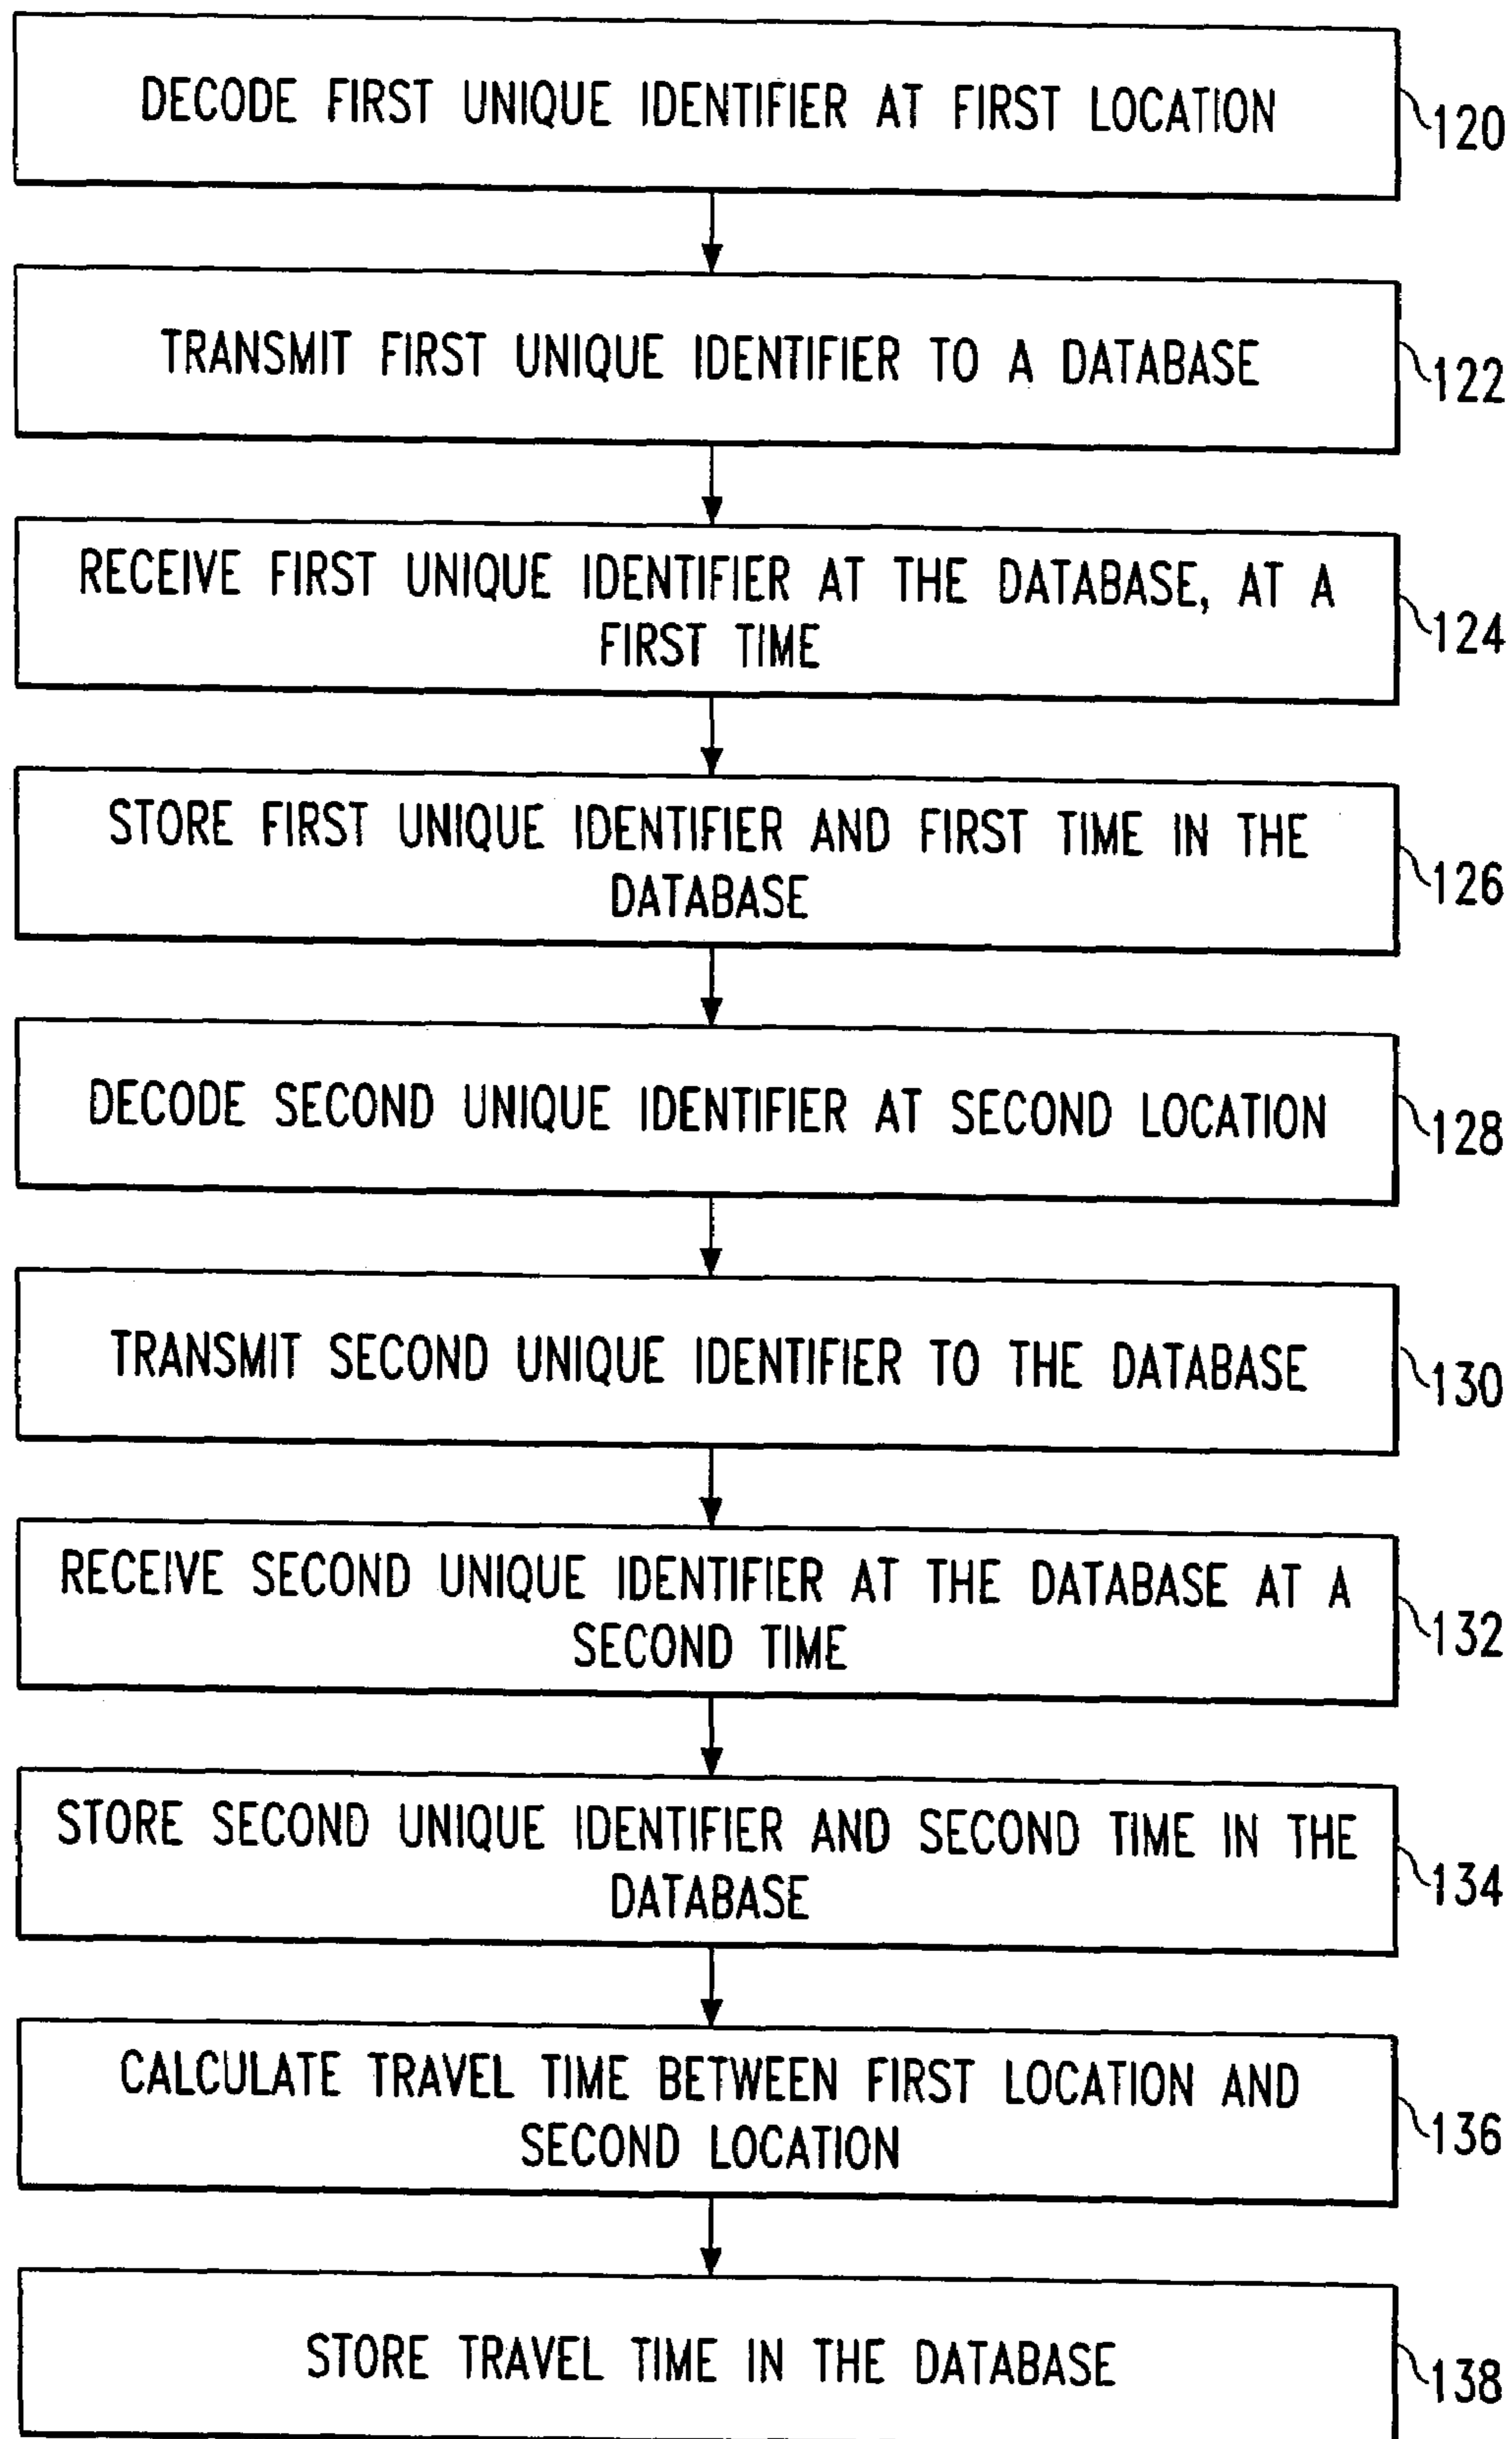 DECODE FIRST UNIQUE IDENTIFIER AT FIRST LOCATION
120
TRANSMIT FIRST UNIQUE IDENTIFIER TO A DATABASE
122
RECEIVE FIRST UNIQUE IDENTIFIER AT THE DATABASE, AT A
FIRST TIME
124
STORE FIRST UNIQUE IDENTIFIER AND FIRST TIME IN THE
DATABASE
126
DECODE SECOND UNIQUE IDENTIFIER AT SECOND LOCATION
128
TRANSMIT SECOND UNIQUE IDENTIFIER TO THE DATABASE
130
RECEIVE SECOND UNIQUE IDENTIFIER AT THE DATABASE AT A
SECOND TIME
132
STORE SECOND UNIQUE IDENTIFIER AND SECOND TIME IN THE
DATABASE
134
CALCULATE TRAVEL TIME BETWEEN FIRST LOCATION AND
SECOND LOCATION
136
STORE TRAVEL TIME IN THE DATABASE
138